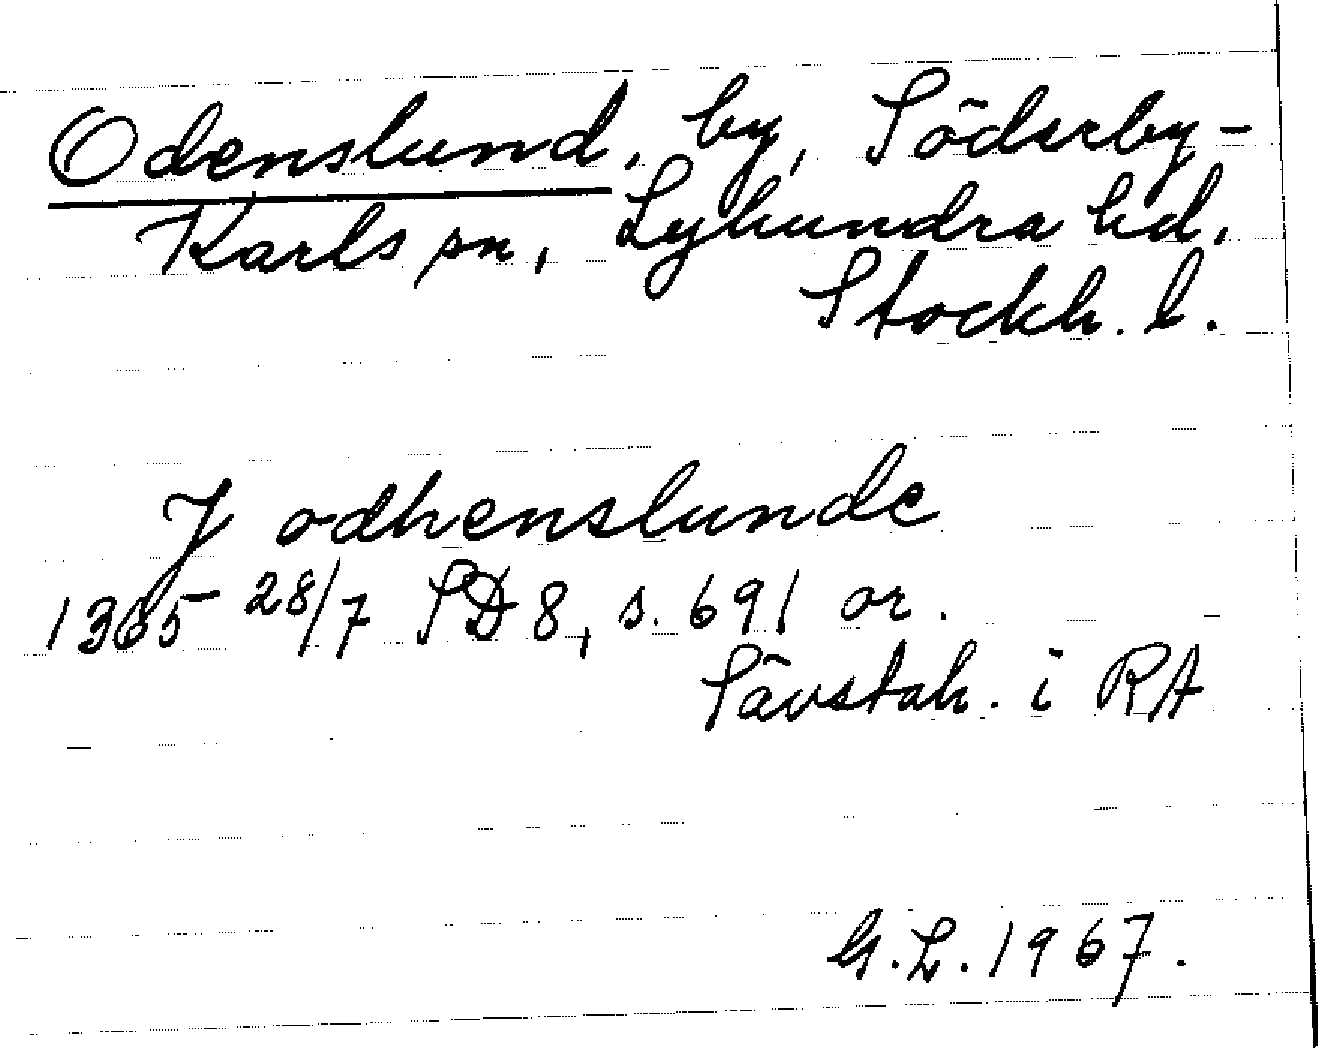 Odenslund, by, Söderby-
Karls sn, Lyhundra hd,
Stockh. l.
J odhenslunde
1365 28/7 SD 8, s. 691 or.
Sävstah. i RA
G.L. 1967.